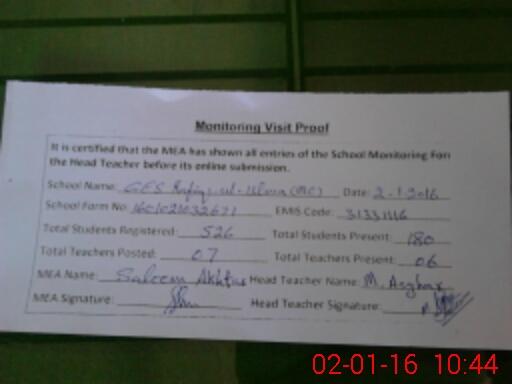 Monitoring Visit Proof
It is certified that the MEA has shown all entries of the School Monitoring Form
the Head Teacher before its online submission.
School Name: GES (MC) Date: 2-1-2016
School Form No: EMIS Code: 31331116
Total Students Registered: 526 Total Students Present: 180
Total Teachers Posted: 07 Total Teachers Present: 06
MEA Name: Saleem Akhtar Head Teacher Name: M. Asghar
MEA Signature: Head Teacher Signature:
02-01-16 10:44